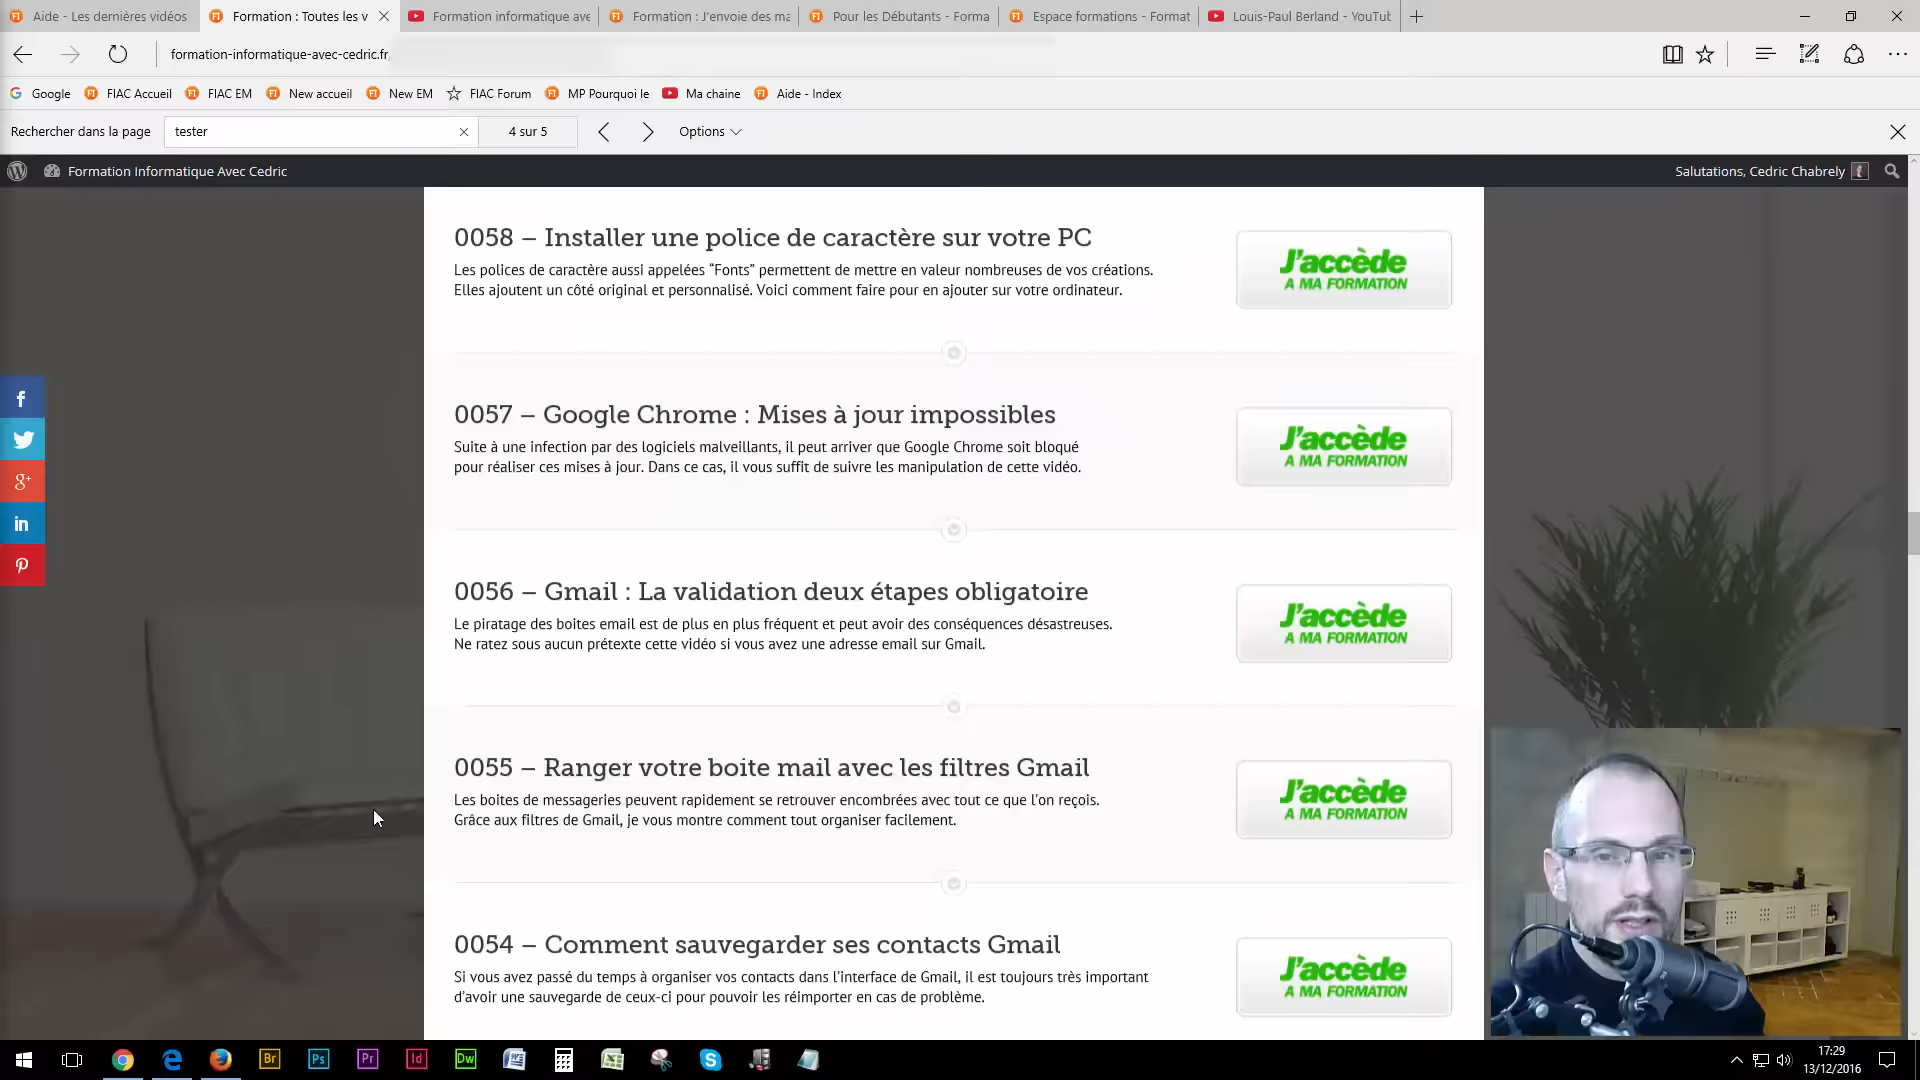 Aide - Les dernières vidéos
Formation : Toutes les v
Formation informatique ave
Formation : J'envoie des ma
Pour les Débutants - Forma
Espace formations - Format
Louis-Paul Berland - YouTub
formation-informatique-avec-cedric.fr
Google
FIAC Accueil
FIAC EM
New accueil
New EM
FIAC Forum
MP Pourquoi le
Ma chaine
Aide - Index
Rechercher dans la page
tester
4 sur 5
Options
Formation Informatique Avec Cedric
Salutations, Cedric Chabrely
0058 – Installer une police de caractère sur votre PC
Les polices de caractère aussi appelées “Fonts” permettent de mettre en valeur nombreuses de vos créations.
Elles ajoutent un côté original et personnalisé. Voici comment faire pour en ajouter sur votre ordinateur.
J'accède
A MA FORMATION
0057 – Google Chrome : Mises à jour impossibles
Suite à une infection par des logiciels malveillants, il peut arriver que Google Chrome soit bloqué
pour réaliser ces mises à jour. Dans ce cas, il vous suffit de suivre les manipulation de cette vidéo.
J'accède
A MA FORMATION
0056 – Gmail : La validation deux étapes obligatoire
Le piratage des boites email est de plus en plus fréquent et peut avoir des conséquences désastreuses.
Ne ratez sous aucun prétexte cette vidéo si vous avez une adresse email sur Gmail.
J'accède
A MA FORMATION
0055 – Ranger votre boite mail avec les filtres Gmail
Les boites de messageries peuvent rapidement se retrouver encombrées avec tout ce que l’on reçois.
Grâce aux filtres de Gmail, je vous montre comment tout organiser facilement.
J'accède
A MA FORMATION
0054 – Comment sauvegarder ses contacts Gmail
Si vous avez passé du temps à organiser vos contacts dans l’interface de Gmail, il est toujours très important
d’avoir une sauvegarde de ceux-ci pour pouvoir les réimporter en cas de problème.
J'accède
A MA FORMATION
Br
Ps
Pr
Id
Dw
17:29
13/12/2016